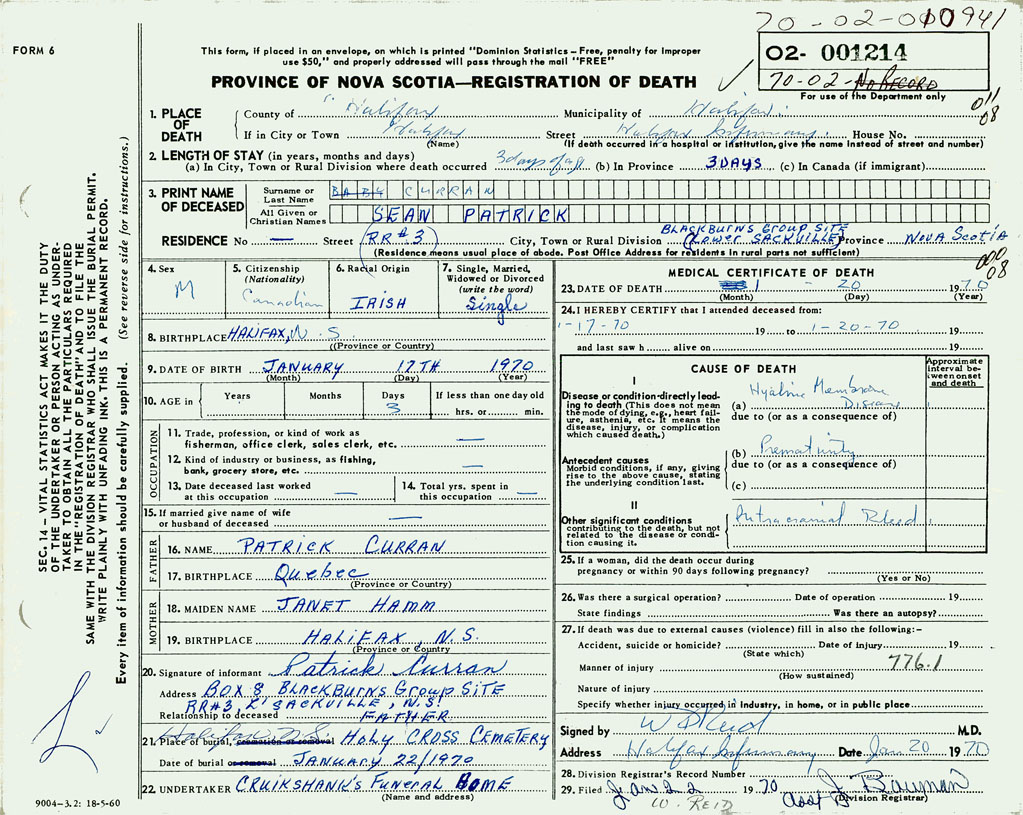 70-02-000941
FORM 6
This form, if placed in an envelope, on which is printed "Dominion Statistics – Free, penalty for improper
use $50," and properly addressed will pass through the mail "FREE"
PROVINCE OF NOVA SCOTIA—REGISTRATION OF DEATH
02- 001214
70-02- No RECORD
For use of the Department only
011
08
1. PLACE OF DEATH
County of Halifax Municipality of Halifax
If in City or Town Halifax Street Halifax Infirmary House No.
(Name) (If death occurred in a hospital or institution, give the name instead of street and number)
2. LENGTH OF STAY (in years, months and days)
(a) In City, Town or Rural Division where death occurred 3 days of age (b) In Province 3 DAYS (c) In Canada (if immigrant)
3. PRINT NAME OF DECEASED
Surname or Last Name BABY CURRAN
All Given or Christian Names SEAN PATRICK
BLACKBURNS GROUP SITE
RESIDENCE No — Street (RR#3) City, Town or Rural Division (LOWER SACKVILLE) Province NOVA SCOTIA
(Residence means usual place of abode. Post Office Address for residents in rural parts not sufficient)
000
08
4. Sex
M
5. Citizenship
(Nationality)
Canadian
6. Racial Origin
IRISH
7. Single, Married,
Widowed or Divorced
(write the word)
Single
8. BIRTHPLACE HALIFAX, N.S.
(Province or Country)
9. DATE OF BIRTH JANUARY 17TH 1970
(Month) (Day) (Year)
10. AGE in Years Months Days If less than one day old
3 hrs. or min.
OCCUPATION
11. Trade, profession, or kind of work as
fisherman, office clerk, sales clerk, etc. —
12. Kind of industry or business, as fishing,
bank, grocery store, etc. —
13. Date deceased last worked
at this occupation —
14. Total yrs. spent in
this occupation —
15. If married give name of wife
or husband of deceased —
FATHER
16. NAME PATRICK CURRAN
17. BIRTHPLACE Quebec
(Province or Country)
MOTHER
18. MAIDEN NAME JANET HAMM
19. BIRTHPLACE HALIFAX, N.S.
(Province or Country
20. Signature of informant Patrick Curran
Address BOX 8, BLACKBURNS GROUP SITE
RR#3, L. SACKVILLE, N.S.
Relationship to deceased FATHER
Halifax N.S.
21. Place of burial, cremation or removal HOLY CROSS CEMETERY
Date of burial or removal JANUARY 22/1970
22. UNDERTAKER CRUIKSHANK'S FUNERAL HOME
(Name and address)
MEDICAL CERTIFICATE OF DEATH
23. DATE OF DEATH 1 - 20 - 1970
(Month) (Day) (Year)
24. I HEREBY CERTIFY that I attended deceased from:
1-17-70 19 to 1-20-70 19
and last saw h alive on 19
CAUSE OF DEATH
Approximate
interval be-
tween onset
and death
I
Disease or condition directly lead-
ing to death (This does not mean
the mode of dying, e.g., heart fail-
ure, asthenia, etc. It means the
disease, injury, or complication
which caused death.)
(a) Hyaline Membrane
Disease
due to (or as a consequence of)
Antecedent causes
Morbid conditions, if any, giving
rise to the above cause, stating
the underlying condition last.
(b) Prematurity
due to (or as a consequence of)
(c)
II
Other significant conditions
contributing to the death, but not
related to the disease or condi-
tion causing it.
Intracranial Bleed
25. If a woman, did the death occur during
pregnancy or within 90 days following pregnancy?
(Yes or No)
26. Was there a surgical operation? Date of operation 19
State findings Was there an autopsy?
27. If death was due to external causes (violence) fill in also the following:–
Accident, suicide or homicide? Date of injury 19
(State which)
Manner of injury 776.1
(How sustained)
Nature of injury
Specify whether injury occurred in Industry, in home, or in public place
Signed by W D Reid M.D.
Address Halifax Infirmary Date Jan 20 1970
28. Division Registrar's Record Number
29. Filed Jan 22 1970 J. Bauman
W. REID
(Division Registrar)
SEC. 14 – VITAL STATISTICS ACT MAKES IT THE DUTY
OF THE UNDERTAKER OR PERSON ACTING AS UNDER-
TAKER TO OBTAIN ALL THE PARTICULARS REQUIRED
IN THE "REGISTRATION OF DEATH" AND TO FILE THE
SAME WITH THE DIVISION REGISTRAR WHO SHALL ISSUE THE BURIAL PERMIT.
WRITE PLAINLY WITH UNFADING INK. THIS IS A PERMANENT RECORD.
Every item of information should be carefully supplied. (See reverse side for instructions.)
9004–3.2: 18-5-60